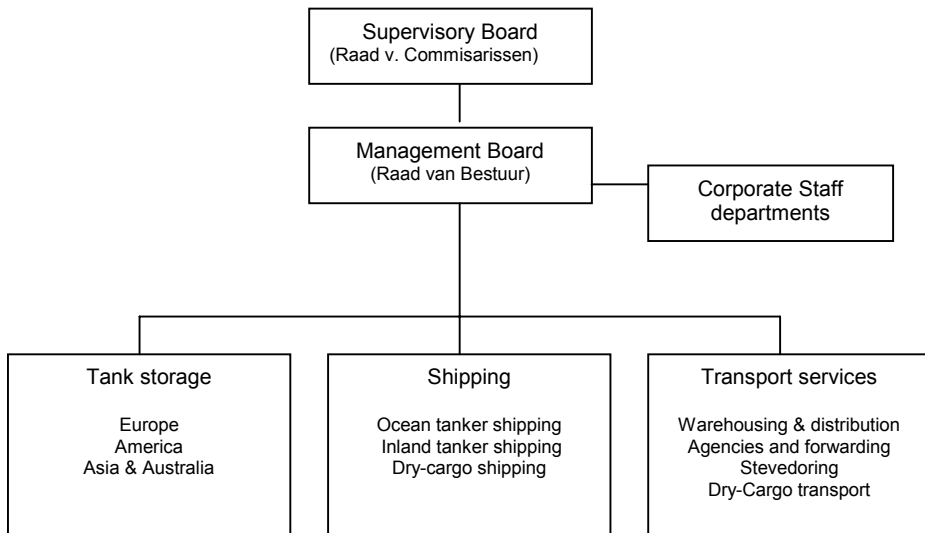 Supervisory Board
(Raad v. Commisarissen)
Management Board
(Raad van Bestuur)
Corporate Staff
departments
Tank storage
Europe
America
Asia & Australia
Shipping
Ocean tanker shipping
Inland tanker shipping
Dry-cargo shipping
Transport services
Warehousing & distribution
Agencies and forwarding
Stevedoring
Dry-Cargo transport